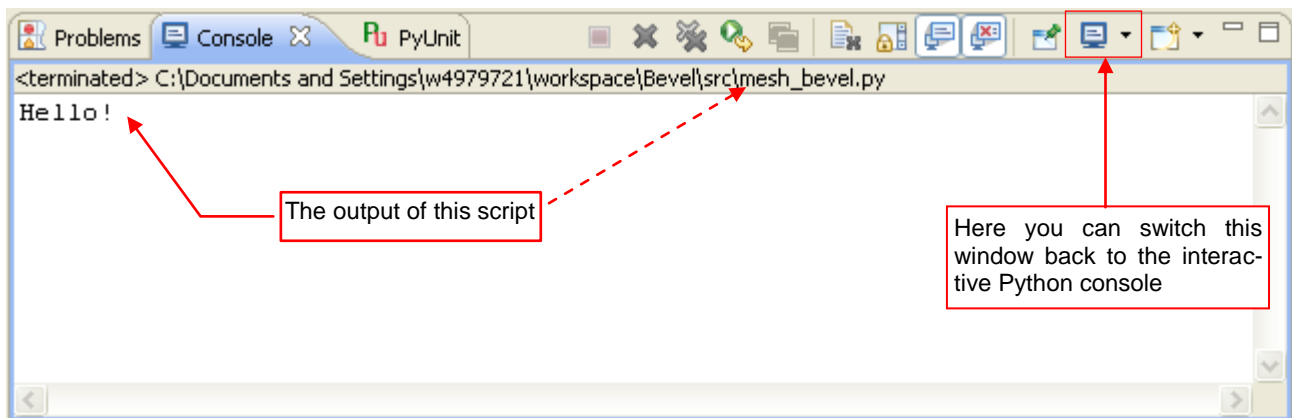 Problems Console PyUnit
<terminated> C:\Documents and Settings\w4979721\workspace\Bevel\src\mesh_bevel.py
Hello!
The output of this script
Here you can switch this
window back to the interac-
tive Python console